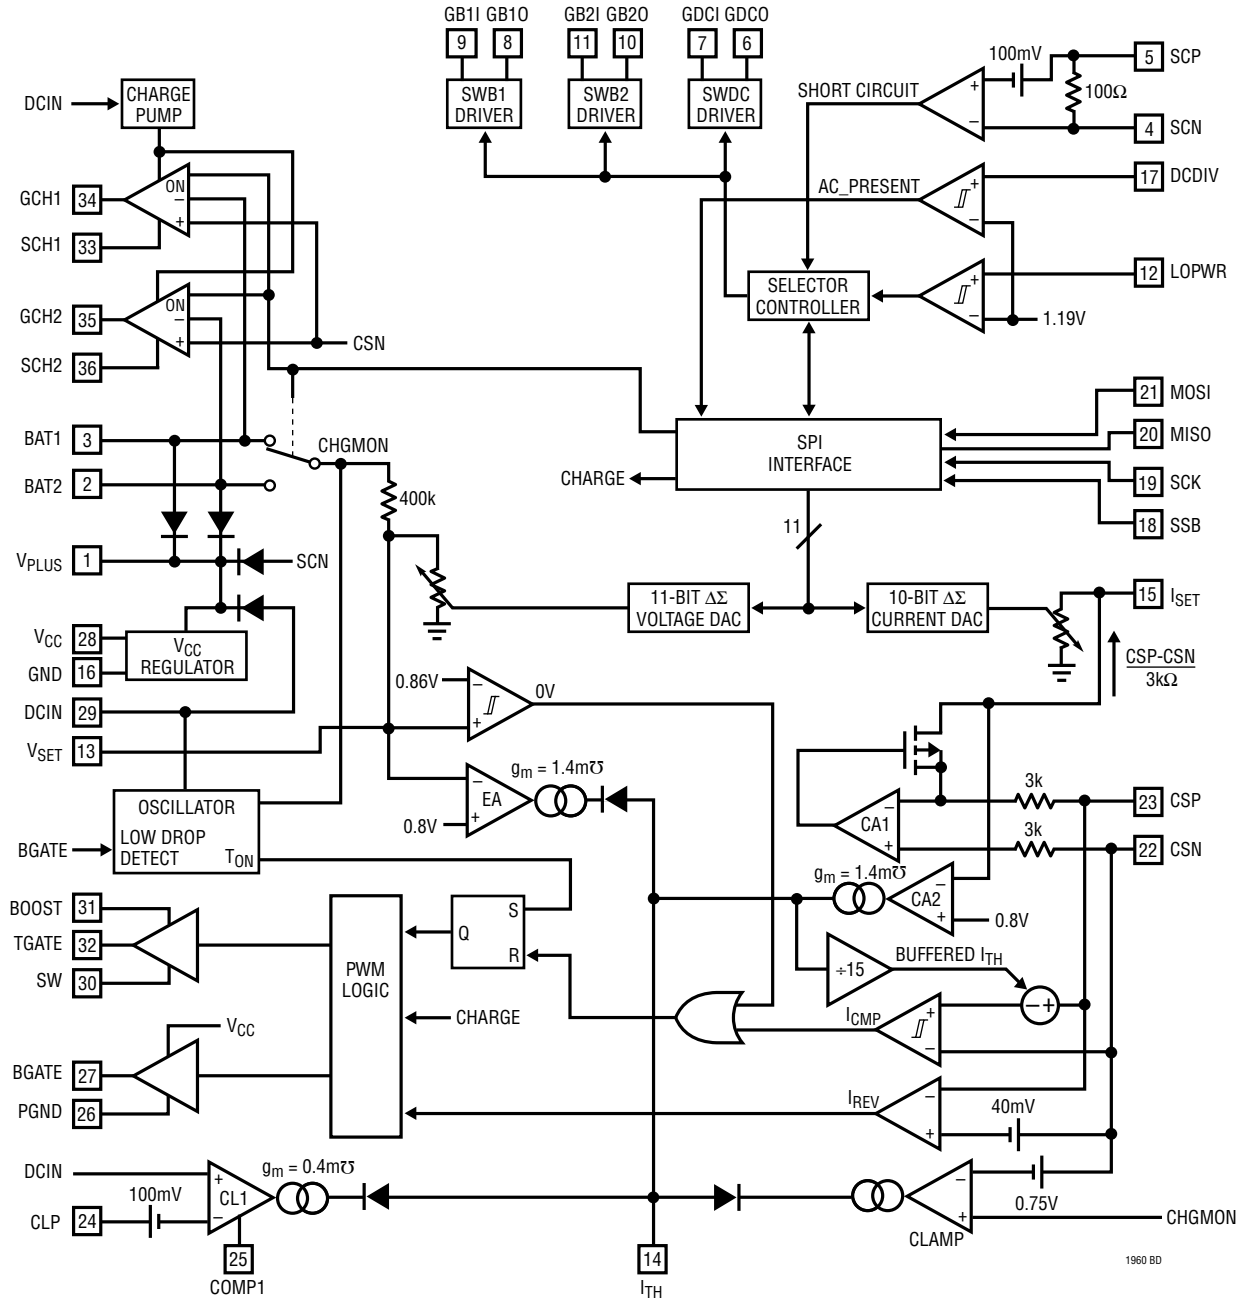 GB1I GB1O
GB2I GB2O
GDCI GDCO
9
8
11
10
7
6
SWB1
DRIVER
SWB2
DRIVER
SWDC
DRIVER
100mV
5 SCP
100Ω
4 SCN
SHORT CIRCUIT
+
–
DCIN
CHARGE
PUMP
GCH1 34
ON
–
+
SCH1 33
AC_PRESENT
+
–
17 DCDIV
12 LOPWR
+
–
1.19V
SELECTOR
CONTROLLER
GCH2 35
ON
–
+
CSN
SCH2 36
BAT1 3
BAT2 2
CHGMON
400k
SPI
INTERFACE
CHARGE
21 MOSI
20 MISO
19 SCK
18 SSB
11
VPLUS 1
SCN
11-BIT ΔΣ
VOLTAGE DAC
10-BIT ΔΣ
CURRENT DAC
15 ISET
CSP-CSN
3kΩ
VCC 28
VCC
REGULATOR
GND 16
DCIN 29
VSET 13
0.86V
–
+
0V
gm = 1.4m℧
–
EA
+
0.8V
OSCILLATOR
LOW DROP
DETECT
TON
BGATE
–
CA1
+
3k
23 CSP
3k
22 CSN
gm = 1.4m℧
–
CA2
+
0.8V
BOOST 31
TGATE 32
SW 30
PWM
LOGIC
S
Q
R
CHARGE
÷15
BUFFERED ITH
–+
ICMP
+
–
VCC
BGATE 27
PGND 26
IREV
–
+
40mV
DCIN
100mV
CLP 24
+
CL1
–
gm = 0.4m℧
25
COMP1
14
ITH
–
+
CLAMP
0.75V
CHGMON
1960 BD